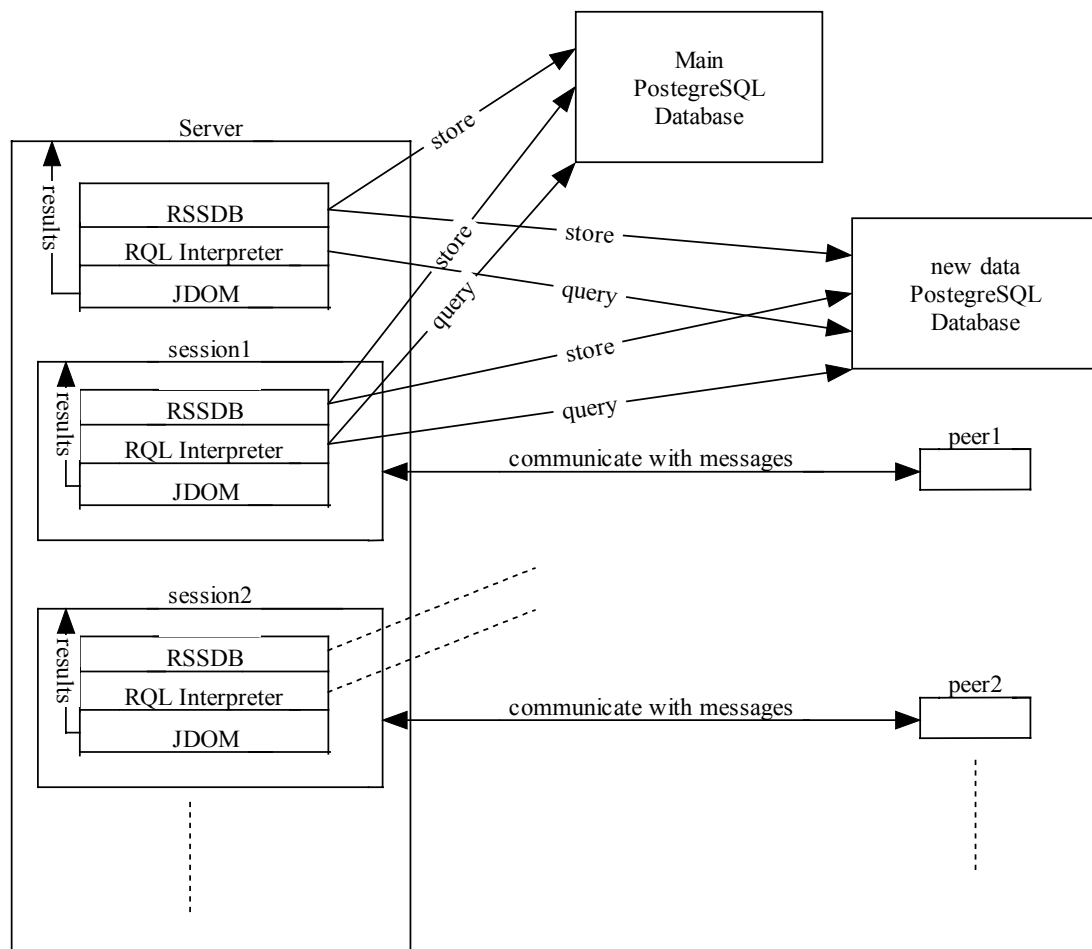 Main
PostegreSQL
Database
Server
store
results
RSSDB
RQL Interpreter
JDOM
store
store
query
query
new data
PostegreSQL
Database
session1
store
results
RSSDB
RQL Interpreter
JDOM
query
peer1
communicate with messages
session2
results
RSSDB
RQL Interpreter
JDOM
peer2
communicate with messages